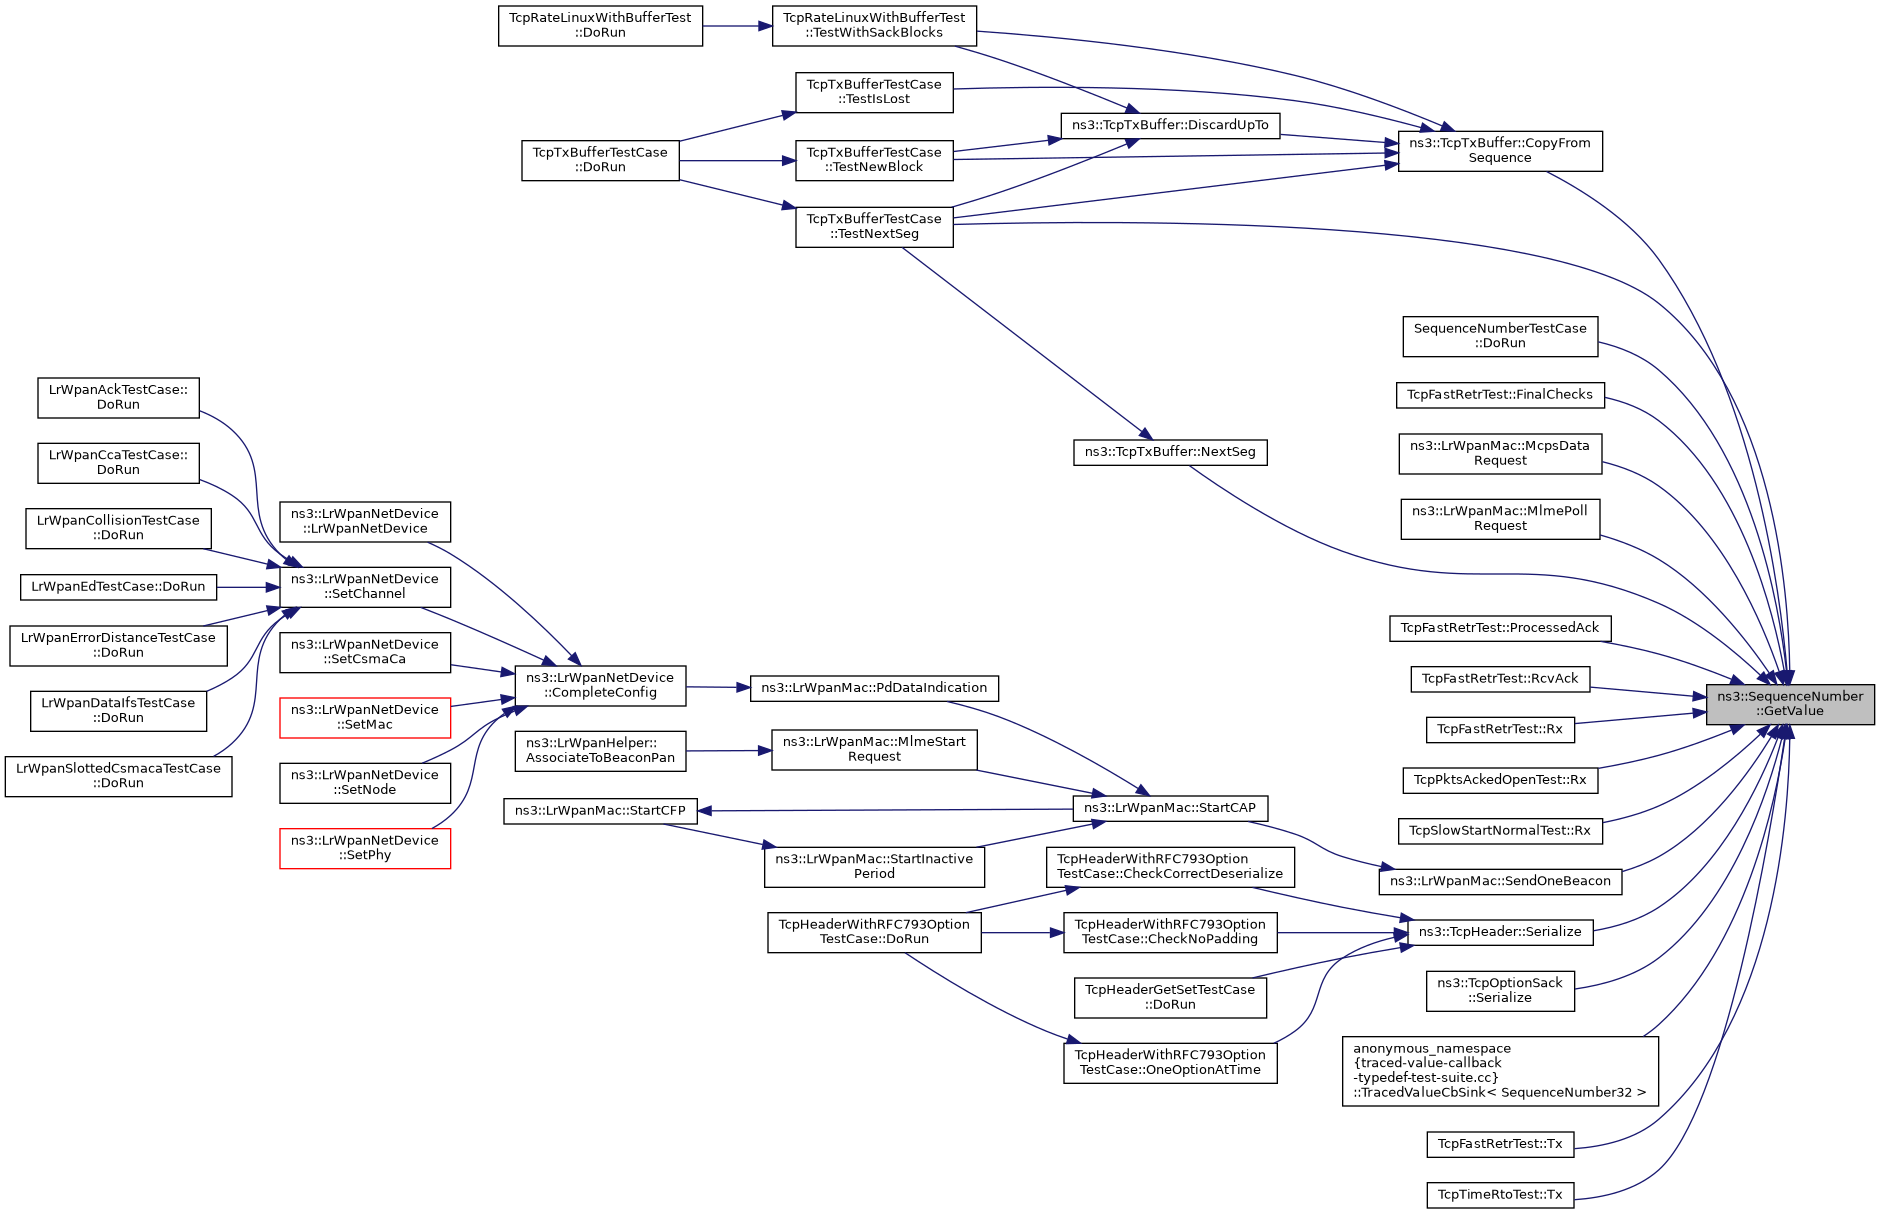 TcpRateLinuxWithBufferTest
::DoRun
TcpRateLinuxWithBufferTest
::TestWithSackBlocks
TcpTxBufferTestCase
::TestIsLost
ns3::TcpTxBuffer::DiscardUpTo
ns3::TcpTxBuffer::CopyFrom
Sequence
TcpTxBufferTestCase
::DoRun
TcpTxBufferTestCase
::TestNewBlock
TcpTxBufferTestCase
::TestNextSeg
SequenceNumberTestCase
::DoRun
TcpFastRetrTest::FinalChecks
ns3::LrWpanMac::McpsData
Request
ns3::TcpTxBuffer::NextSeg
ns3::LrWpanMac::MlmePoll
Request
LrWpanAckTestCase::
DoRun
LrWpanCcaTestCase::
DoRun
LrWpanCollisionTestCase
::DoRun
LrWpanEdTestCase::DoRun
LrWpanErrorDistanceTestCase
::DoRun
LrWpanDataIfsTestCase
::DoRun
LrWpanSlottedCsmacaTestCase
::DoRun
ns3::LrWpanNetDevice
::LrWpanNetDevice
ns3::LrWpanNetDevice
::SetChannel
ns3::LrWpanNetDevice
::SetCsmaCa
ns3::LrWpanNetDevice
::SetMac
ns3::LrWpanNetDevice
::SetNode
ns3::LrWpanNetDevice
::SetPhy
ns3::LrWpanNetDevice
::CompleteConfig
ns3::LrWpanHelper::
AssociateToBeaconPan
ns3::LrWpanMac::StartCFP
ns3::LrWpanMac::PdDataIndication
ns3::LrWpanMac::MlmeStart
Request
ns3::LrWpanMac::StartCAP
ns3::LrWpanMac::StartInactive
Period
TcpFastRetrTest::ProcessedAck
TcpFastRetrTest::RcvAck
TcpFastRetrTest::Rx
TcpPktsAckedOpenTest::Rx
TcpSlowStartNormalTest::Rx
ns3::LrWpanMac::SendOneBeacon
ns3::SequenceNumber
::GetValue
TcpHeaderWithRFC793Option
TestCase::CheckCorrectDeserialize
TcpHeaderWithRFC793Option
TestCase::DoRun
TcpHeaderWithRFC793Option
TestCase::CheckNoPadding
ns3::TcpHeader::Serialize
TcpHeaderGetSetTestCase
::DoRun
TcpHeaderWithRFC793Option
TestCase::OneOptionAtTime
ns3::TcpOptionSack
::Serialize
anonymous_namespace
{traced-value-callback
-typedef-test-suite.cc}
::TracedValueCbSink< SequenceNumber32 >
TcpFastRetrTest::Tx
TcpTimeRtoTest::Tx